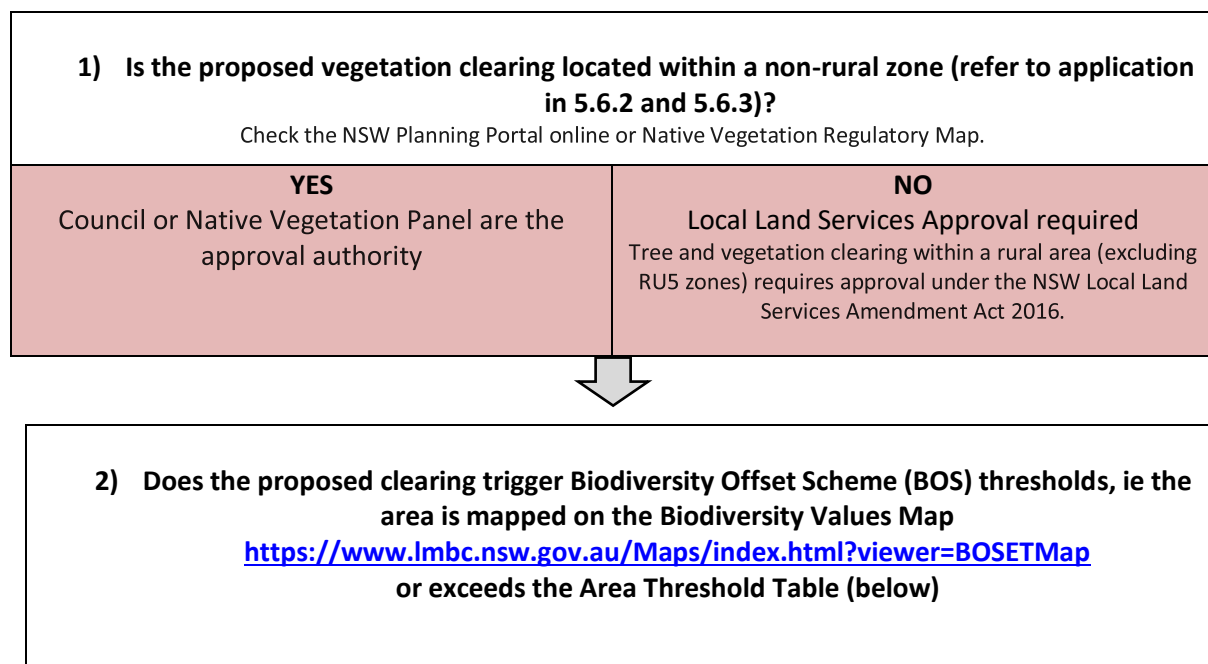 1) Is the proposed vegetation clearing located within a non-rural zone (refer to application
in 5.6.2 and 5.6.3)?
Check the NSW Planning Portal online or Native Vegetation Regulatory Map.
YES
Council or Native Vegetation Panel are the
approval authority
NO
Local Land Services Approval required
Tree and vegetation clearing within a rural area (excluding
RU5 zones) requires approval under the NSW Local Land
Services Amendment Act 2016.
2) Does the proposed clearing trigger Biodiversity Offset Scheme (BOS) thresholds, ie the
area is mapped on the Biodiversity Values Map
https://www.lmbc.nsw.gov.au/Maps/index.html?viewer=BOSETMap
or exceeds the Area Threshold Table (below)